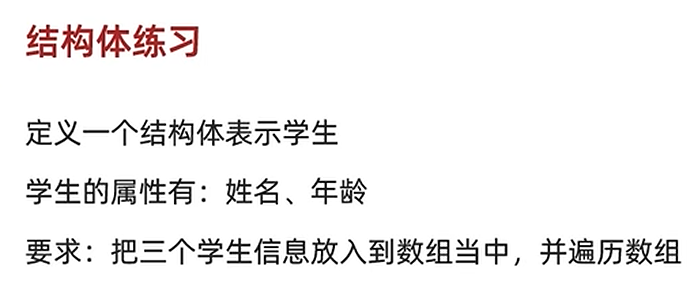 结构体练习
定义一个结构体表示学生
学生的属性有：姓名、年龄
要求：把三个学生信息放入到数组当中，并遍历数组